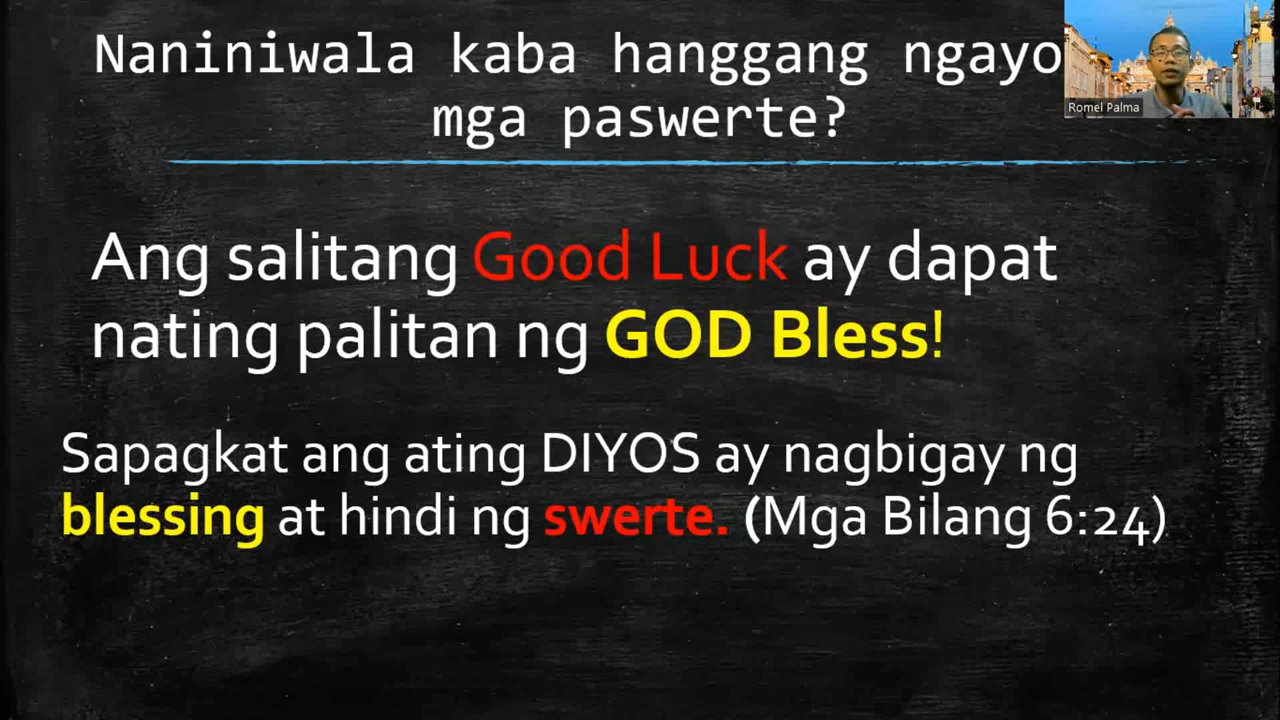 Naniniwala kaba hanggang ngayo
mga paswerte?
Romel Palma
Ang salitang Good Luck ay dapat
nating palitan ng GOD Bless!
Sapagkat ang ating DIYOS ay nagbigay ng
blessing at hindi ng swerte. (Mga Bilang 6:24)